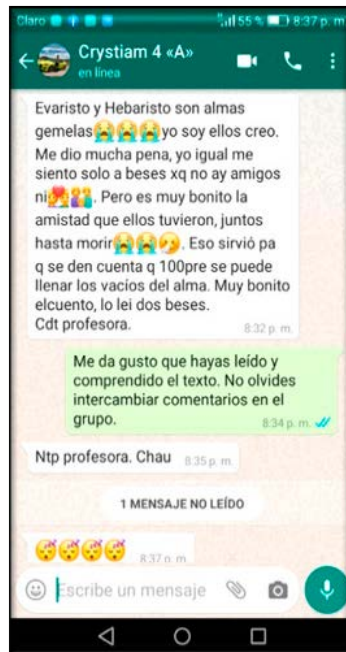 Claro 55 % 8:37 p. m.
Crystiam 4 «A»
en línea
Evaristo y Hebaristo son almas
gemelas😭😭😭yo soy ellos creo.
Me dio mucha pena, yo igual me
siento solo a beses xq no ay amigos
ni. Pero es muy bonito la
amistad que ellos tuvieron, juntos
hasta morir😭😭🤧. Eso sirvió pa
q se den cuenta q 100pre se puede
llenar los vacíos del alma. Muy bonito
elcuento, lo lei dos beses.
Cdt profesora.
8:32 p. m.
Me da gusto que hayas leído y
comprendido el texto. No olvides
intercambiar comentarios en el
grupo.
8:34 p. m.
Ntp profesora. Chau 8:35 p. m.
1 MENSAJE NO LEÍDO
😴😴😴😴 8:37 p. m.
Escribe un mensaje